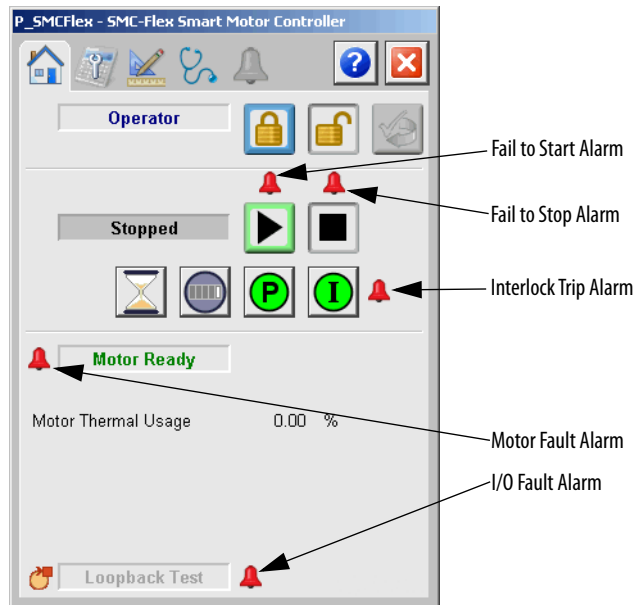 P_SMCFlex - SMC-Flex Smart Motor Controller
?
Operator
Fail to Start Alarm
Fail to Stop Alarm
Stopped
P
I
Interlock Trip Alarm
Motor Ready
Motor Thermal Usage 0.00 %
Motor Fault Alarm
I/O Fault Alarm
Loopback Test